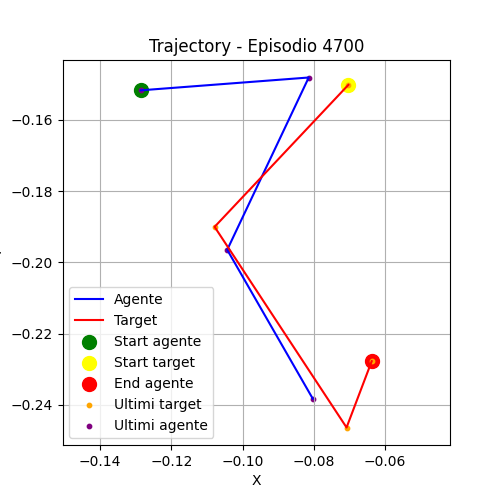 Trajectory - Episodio 4700
−0.16
−0.18
−0.20
−0.22
−0.24
Agente
Target
Start agente
Start target
End agente
Ultimi target
Ultimi agente
−0.14
−0.12
−0.10
−0.08
−0.06
X